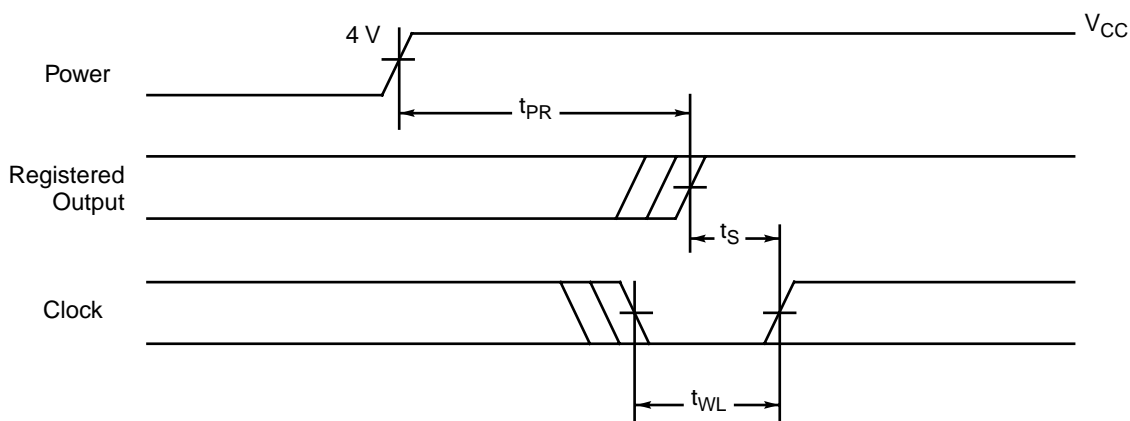 4 V
V_CC
Power
t_PR
Registered
Output
t_S
Clock
t_WL